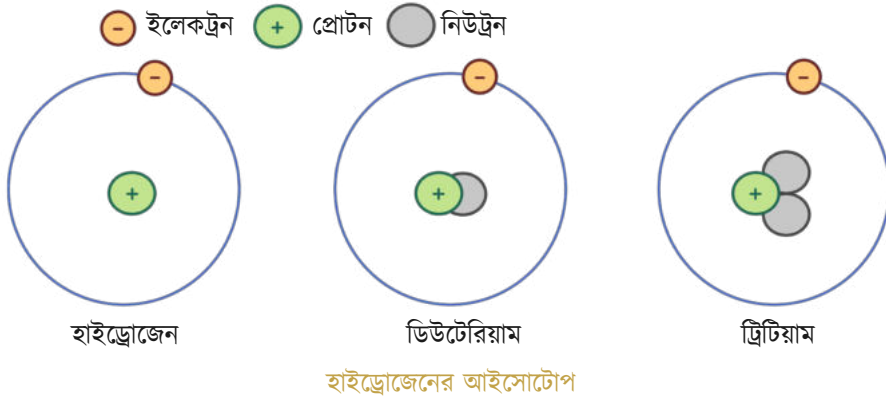 ইলেকট্রন প্রোটন নিউট্রন
হাইড্রোজেন ডিউটেরিয়াম ট্রিটিয়াম
হাইড্রোজেনের আইসোটোপ